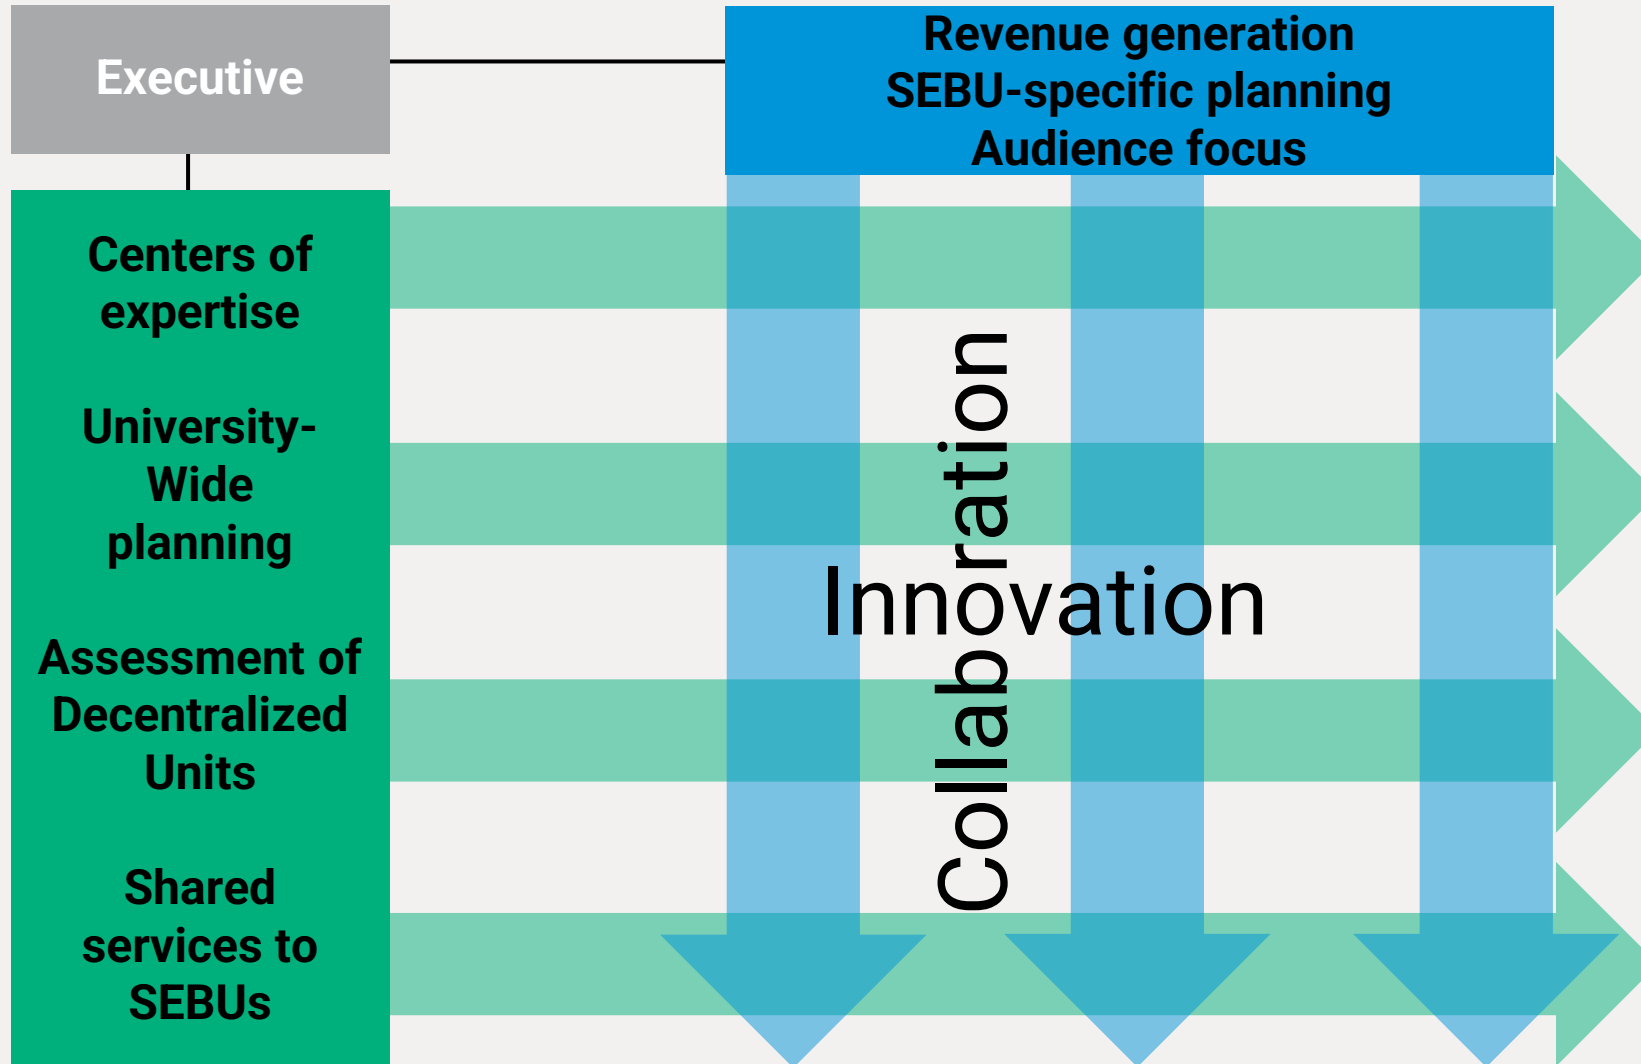 Executive
Revenue generation
SEBU-specific planning
Audience focus
Centers of
expertise
University-
Wide
planning
Assessment of
Decentralized
Units
Shared
services to
SEBUs
Collaboration
Innovation